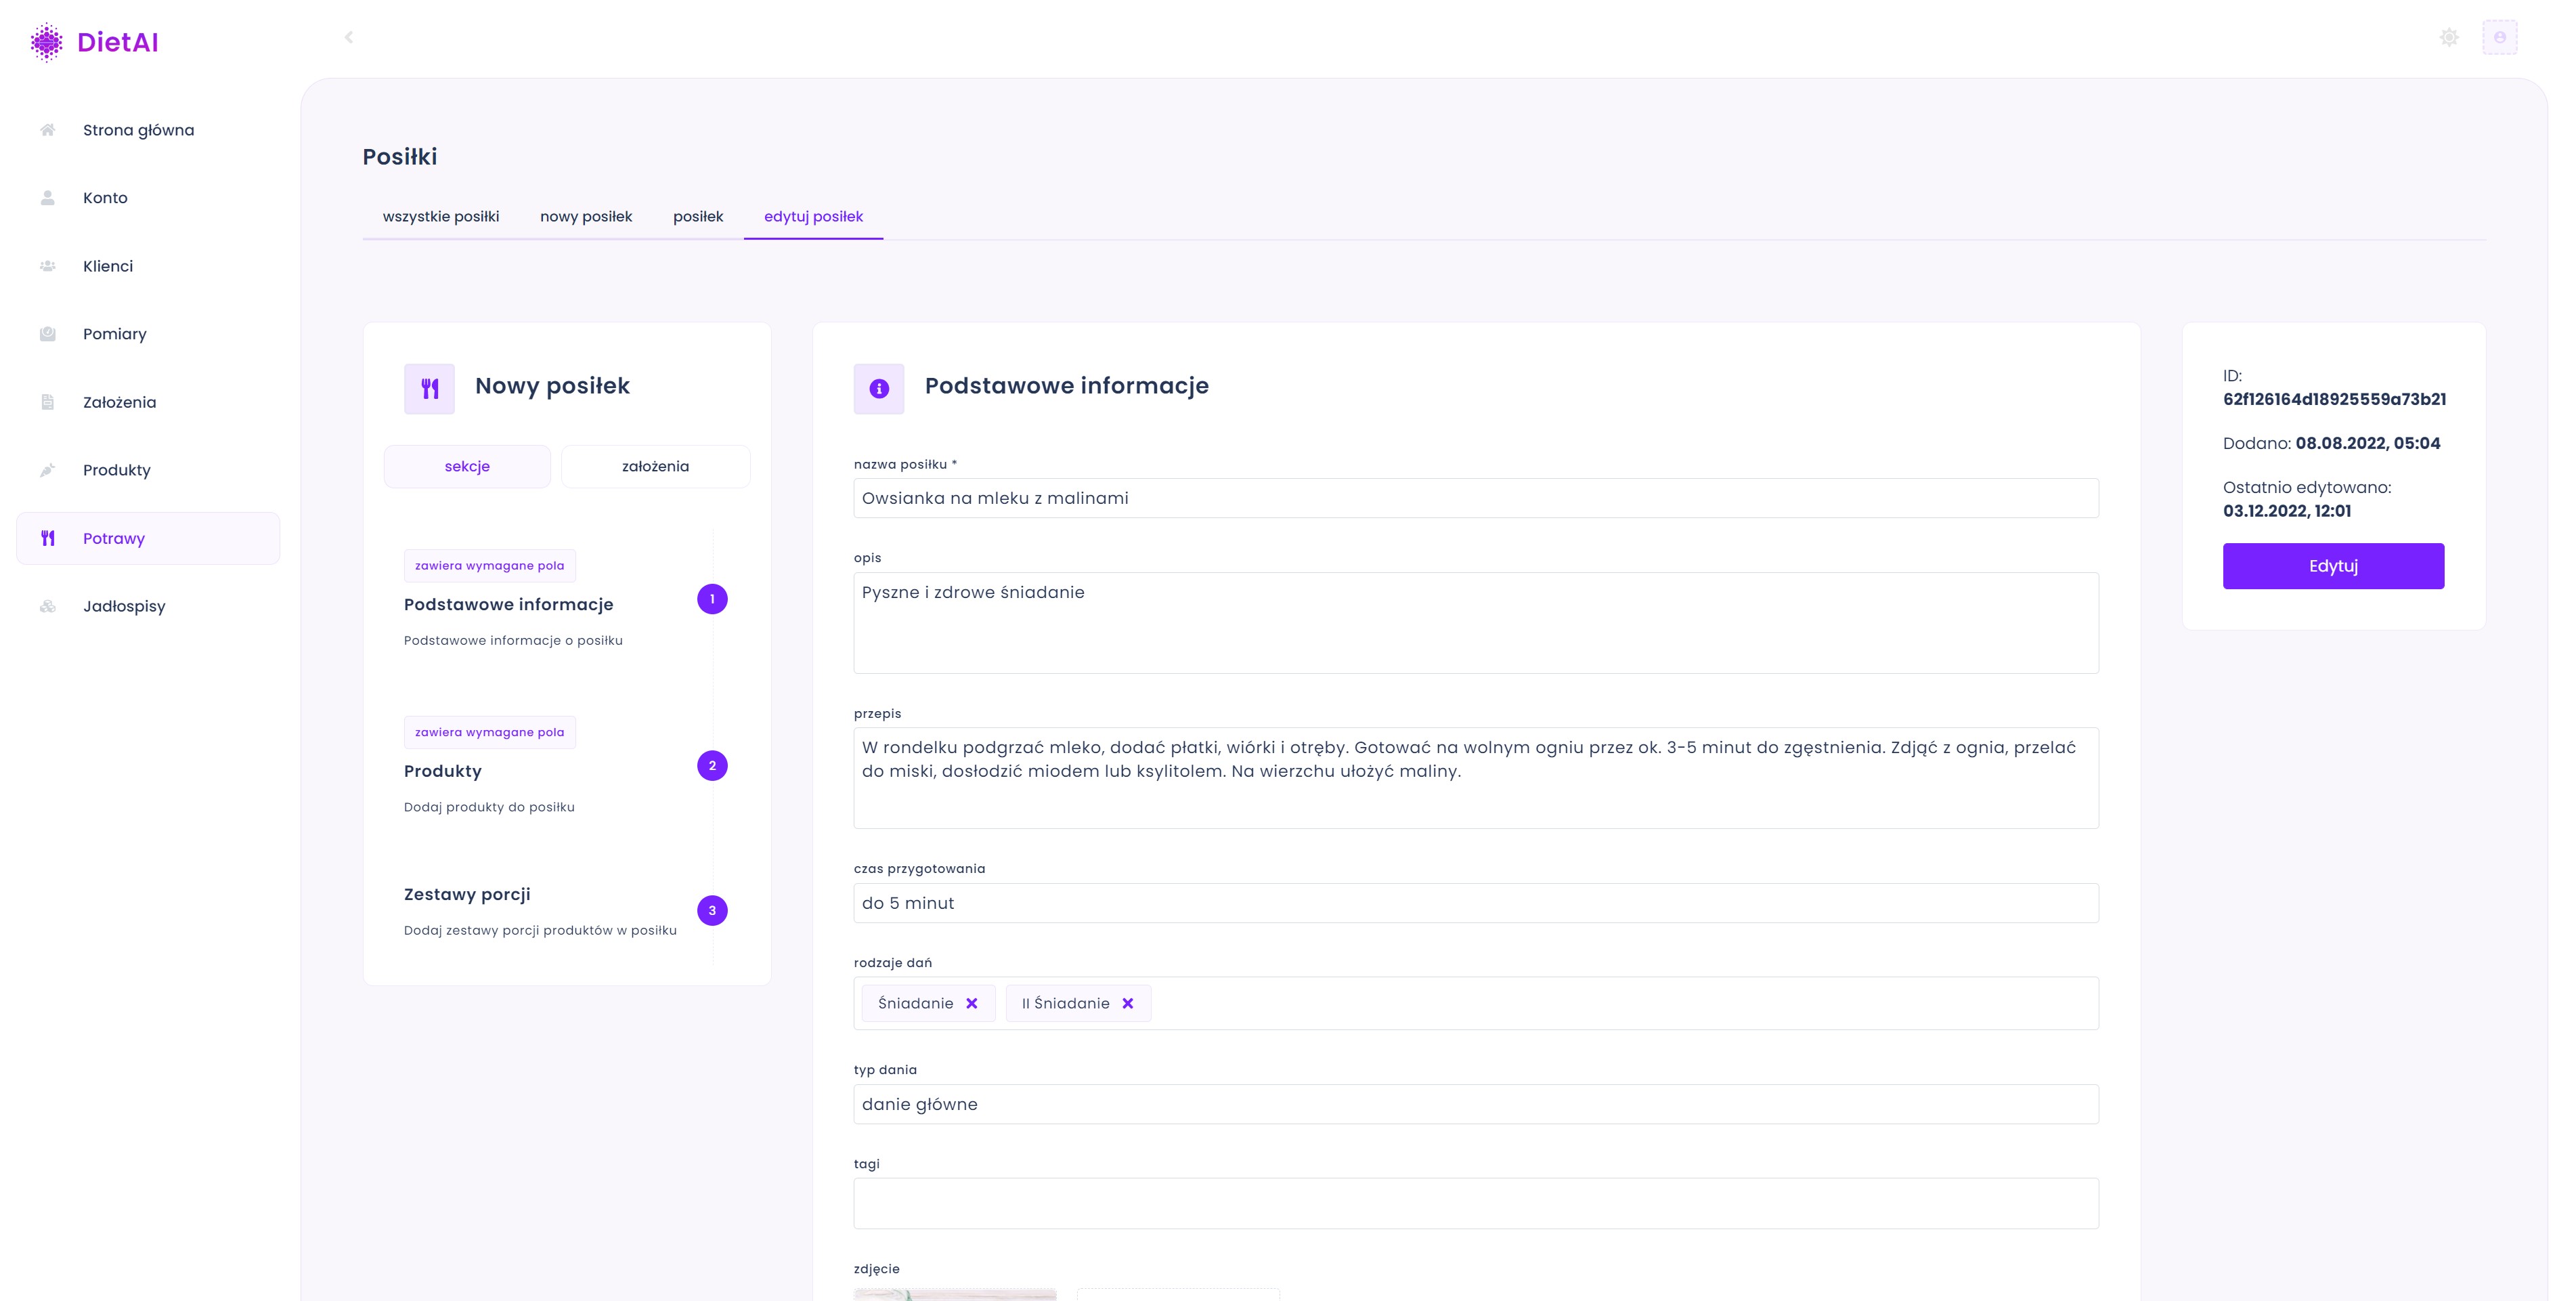 DietAI
Strona główna
Konto
Klienci
Pomiary
Założenia
Produkty
Potrawy
Jadłospisy
Posiłki
wszystkie posiłki
nowy posiłek
posiłek
edytuj posiłek
Nowy posiłek
sekcje
założenia
zawiera wymagane pola
Podstawowe informacje
1
Podstawowe informacje o posiłku
zawiera wymagane pola
Produkty
2
Dodaj produkty do posiłku
Zestawy porcji
3
Dodaj zestawy porcji produktów w posiłku
Podstawowe informacje
nazwa posiłku *
Owsianka na mleku z malinami
opis
Pyszne i zdrowe śniadanie
przepis
W rondelku podgrzać mleko, dodać płatki, wiórki i otręby. Gotować na wolnym ogniu przez ok. 3-5 minut do zgęstnienia. Zdjąć z ognia, przelać
do miski, dosłodzić miodem lub ksylitolem. Na wierzchu ułożyć maliny.
czas przygotowania
do 5 minut
rodzaje dań
Śniadanie
II Śniadanie
typ dania
danie główne
tagi
zdjęcie
ID:
62f126164d18925559a73b21
Dodano: 08.08.2022, 05:04
Ostatnio edytowano:
03.12.2022, 12:01
Edytuj